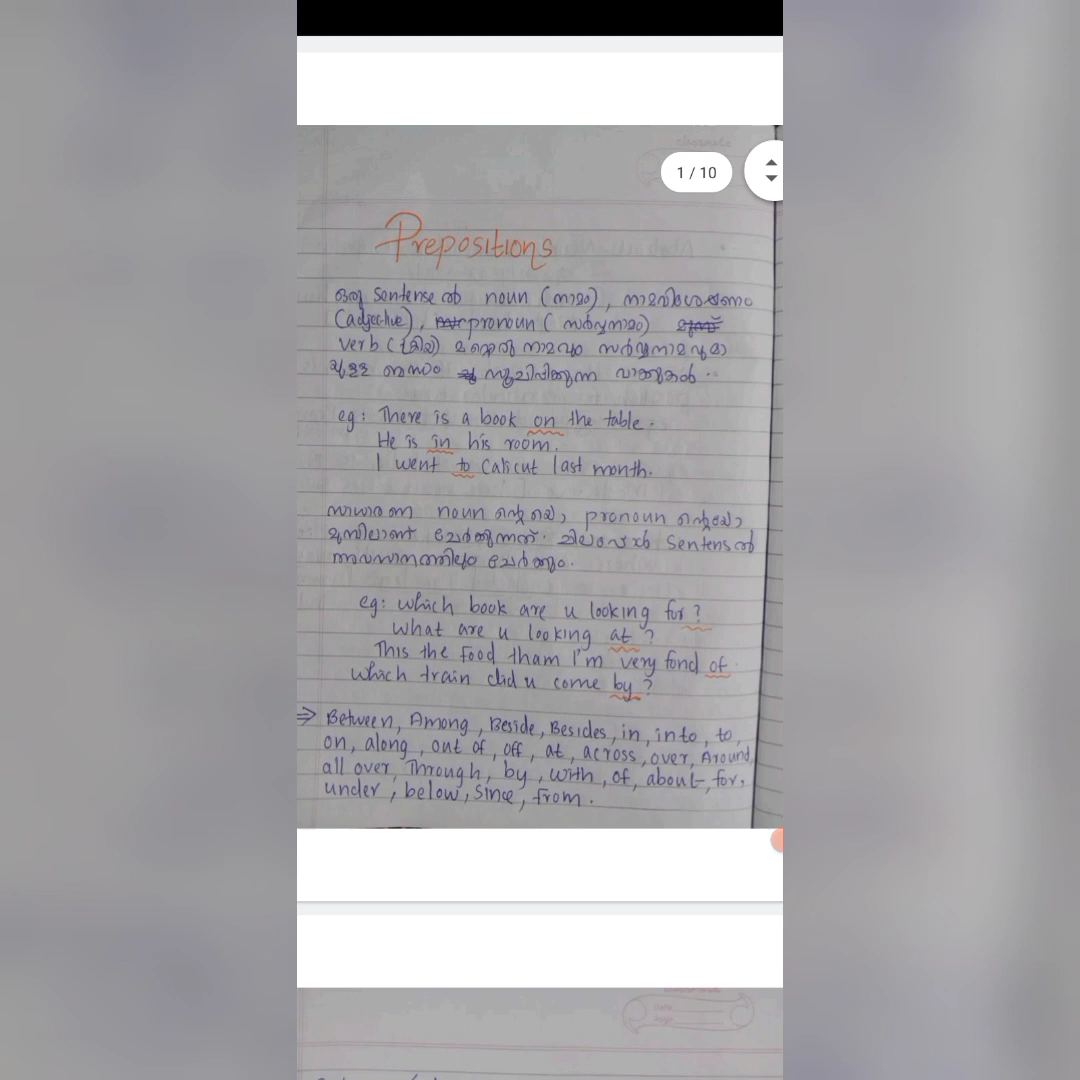 classmate
1 / 10
Prepositions
ഒരു Sentense ൽ noun (നാമം), നാമവിശേഷണം
(adjective), pronoun ( സർവ്വനാമം)
verb (ക്രിയ) മറ്റൊരു നാമവും സർവ്വനാമവുമാ
യുള്ള ബന്ധം സൂചിപ്പിക്കുന്ന വാക്കുകൾ.
eg: There is a book on the table.
He is in his room.
I went to Calicut last month.
സാധാരണ noun ന്റെയോ, pronoun ന്റെയോ,
മുമ്പിലാണ് ചേർക്കുന്നത്. ചിലപ്പോൾ Sentens ൽ
അവസാനത്തിലും ചേർക്കും.
eg: which book are u looking for?
What are u looking at?
This the food tham I'm very fond of.
Which train did u come by?
⇒ Between, Among, Beside, Besides, in, into, to,
on, along, out of, off, at, across, over, Around,
all over, Through, by, with, of, about, for,
under, below, since, from.